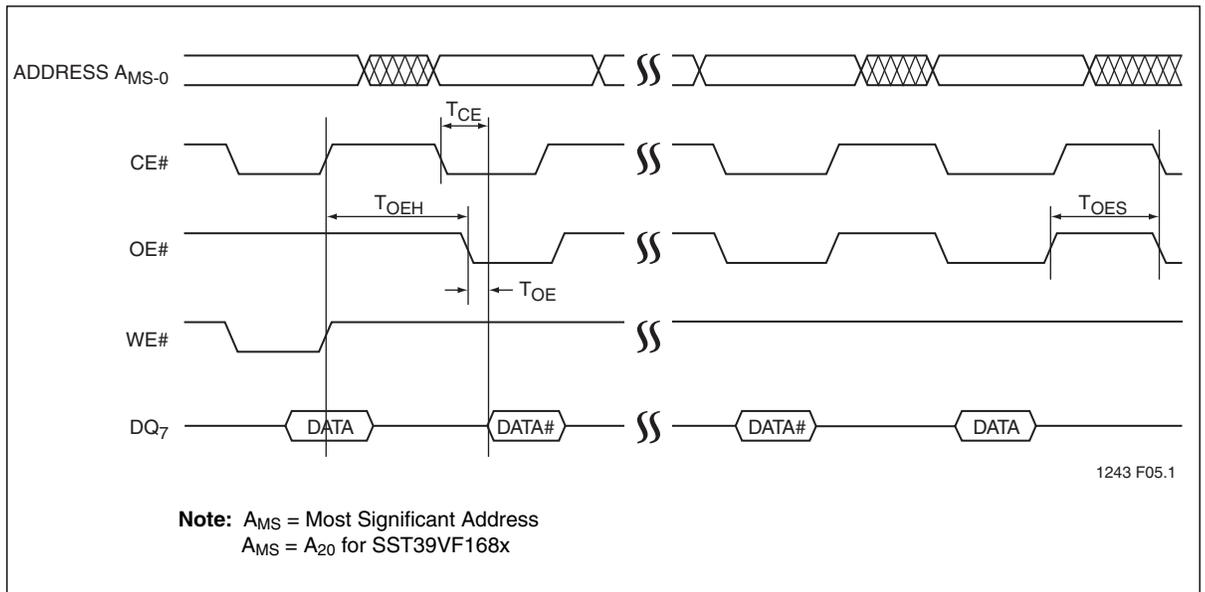 ADDRESS AMS-0
TCE
CE#
TOEH
TOES
OE#
TOE
WE#
DQ7
DATA
DATA#
DATA#
DATA
1243 F05.1
Note: AMS = Most Significant Address
AMS = A20 for SST39VF168x